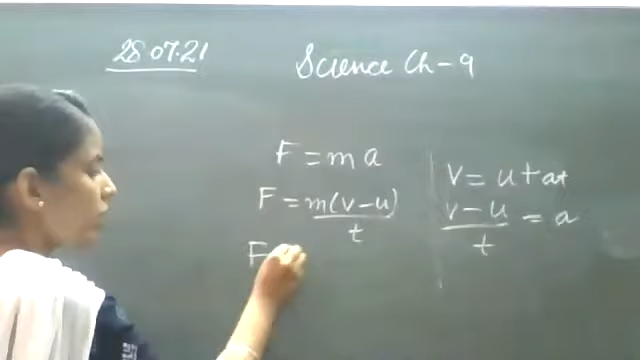 28.07.21
Science Ch-9
F = ma
F = m(v-u)
t
F
V = u + at
v-u = a
t